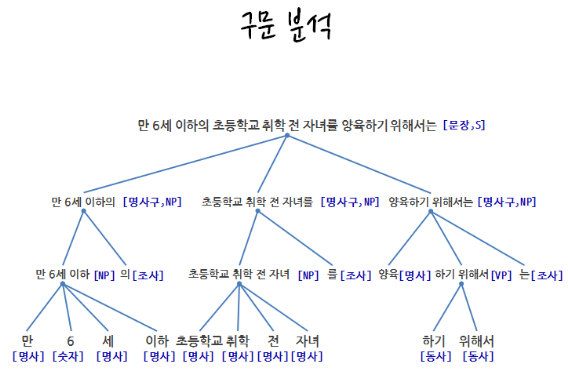 구문 분석
만 6세 이하의 초등학교 취학 전 자녀를 양육하기 위해서는 [문장,S]
만 6세 이하의 [명사구,NP] 초등학교 취학 전 자녀를 [명사구,NP] 양육하기 위해서는 [명사구,NP]
만 6세 이하 [NP] 의 [조사] 초등학교 취학 전 자녀 [NP] 를 [조사] 양육 [명사] 하기 위해서 [VP] 는 [조사]
만 6 세 이하 초등학교 취학 전 자녀 하기 위해서
[명사] [숫자] [명사] [명사] [명사] [명사] [명사] [명사] [동사] [동사]